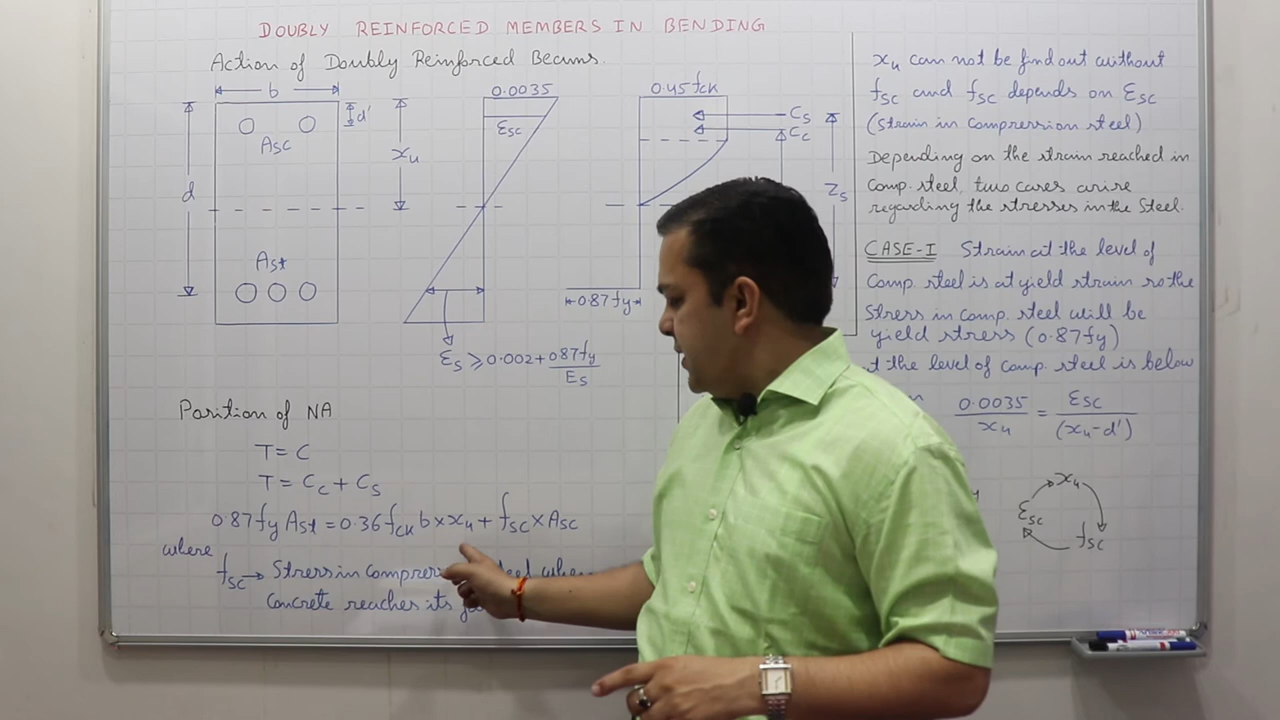 DOUBLY REINFORCED MEMBERS IN BENDING
Action of Doubly Reinforced Beams.
b
d'
Asc
d
Ast
xu
0.0035
εsc
εs ≥ 0.002 + 0.87fy/Es
0.45fck
Cs
Cc
Zs
0.87fy
Position of NA
T = C
T = Cc + Cs
0.87fy Ast = 0.36fck b × xu + fsc × Asc
where
fsc → Stress in compres eel whe
Concrete reaches its
xu can not be find out without
fsc and fsc depends on εsc
(Strain in compression steel)
Depending on the strain reached in
Comp. steel, two cases arise
regarding the stresses in the Steel.
CASE-I Strain at the level of
Comp. steel is at yield strain so the
Stress in comp. steel will be
yield stress (0.87fy)
t the level of comp. steel is below
0.0035/xu = εsc/(xu-d')
xu
εsc
fsc